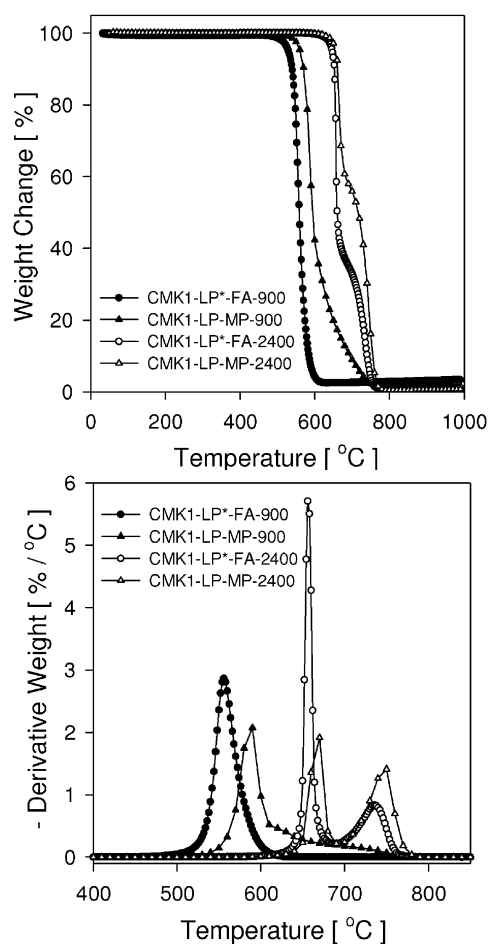 100
80
60
40
20
0
Weight Change [ % ]
CMK1-LP*-FA-900
CMK1-LP-MP-900
CMK1-LP*-FA-2400
CMK1-LP-MP-2400
0 200 400 600 800 1000
Temperature [ °C ]
6
5
4
3
2
1
0
- Derivative Weight [ % / °C ]
CMK1-LP*-FA-900
CMK1-LP-MP-900
CMK1-LP*-FA-2400
CMK1-LP-MP-2400
400 500 600 700 800
Temperature [ °C ]